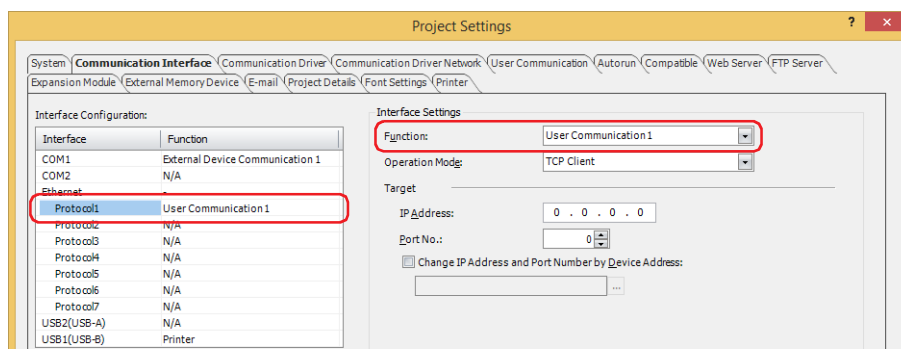 Project Settings
? ×
System Communication Interface Communication Driver Communication Driver Network User Communication Autorun Compatible Web Server FTP Server
Expansion Module External Memory Device E-mail Project Details Font Settings Printer
Interface Configuration:
Interface Function
COM1 External Device Communication 1
COM2 N/A
Ethernet -
Protocol1 User Communication 1
Protocol2 N/A
Protocol3 N/A
Protocol4 N/A
Protocol5 N/A
Protocol6 N/A
Protocol7 N/A
USB2(USB-A) N/A
USB1(USB-B) Printer
Interface Settings
Function: User Communication 1
Operation Mode: TCP Client
Target
IP Address: 0 . 0 . 0 . 0
Port No.: 0
Change IP Address and Port Number by Device Address:
...